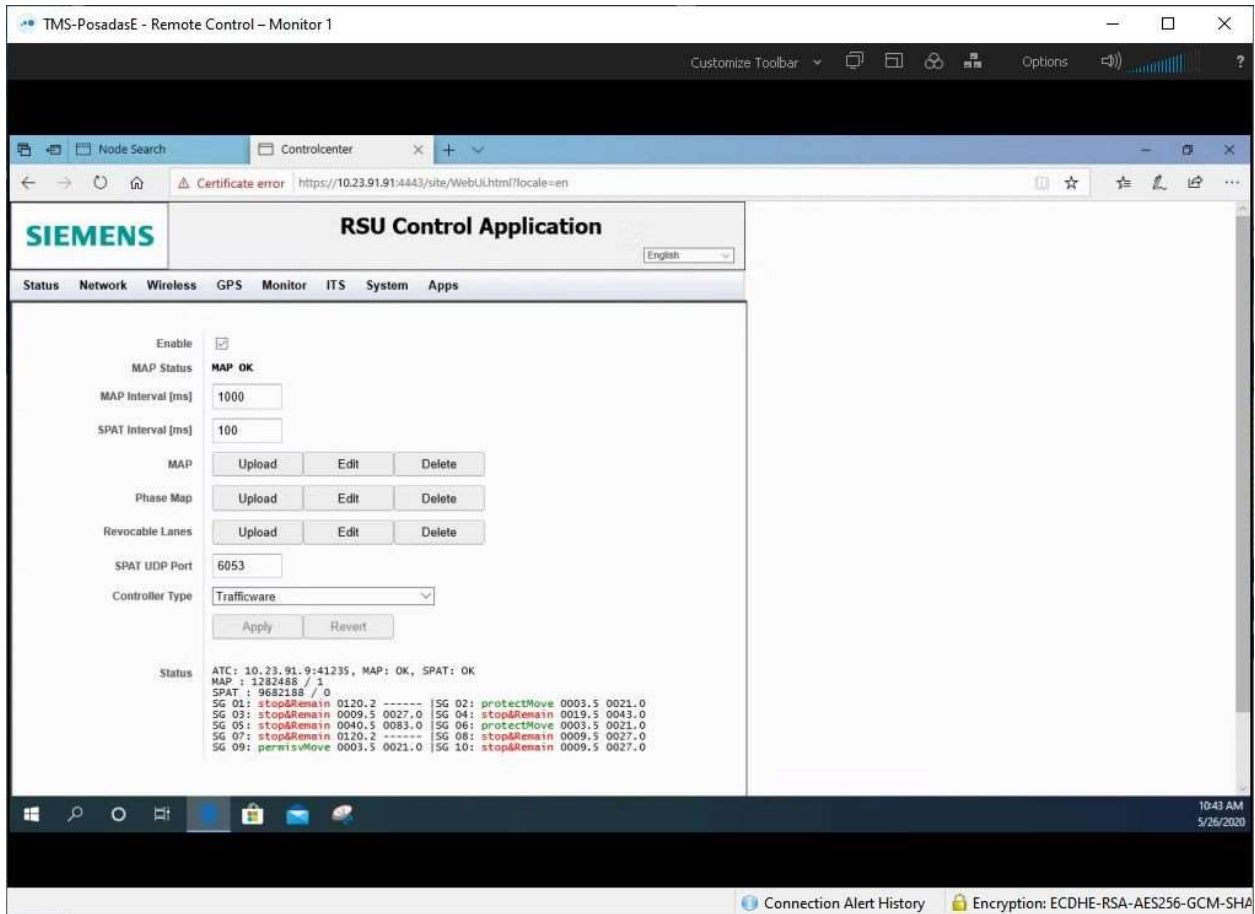 TMS-PosadasE - Remote Control – Monitor 1
Customize Toolbar Options ?
Node Search Controlcenter
Certificate error https://10.23.91.91:4443/site/WebUi.html?locale=en
SIEMENS RSU Control Application
English
Status Network Wireless GPS Monitor ITS System Apps
Enable
MAP Status MAP OK
MAP Interval [ms] 1000
SPAT Interval [ms] 100
MAP Upload Edit Delete
Phase Map Upload Edit Delete
Revocable Lanes Upload Edit Delete
SPAT UDP Port 6053
Controller Type Trafficware
Apply Revert
Status ATC: 10.23.91.9:41235, MAP: OK, SPAT: OK
MAP : 1282488 / 1
SPAT : 9682188 / 0
SG 01: stop&Remain 0120.2 ------ |SG 02: protectMove 0003.5 0021.0
SG 03: stop&Remain 0009.5 0027.0 |SG 04: stop&Remain 0019.5 0043.0
SG 05: stop&Remain 0040.5 0083.0 |SG 06: protectMove 0003.5 0021.0
SG 07: stop&Remain 0120.2 ------ |SG 08: stop&Remain 0009.5 0027.0
SG 09: permisvMove 0003.5 0021.0 |SG 10: stop&Remain 0009.5 0027.0
10:43 AM
5/26/2020
Connection Alert History Encryption: ECDHE-RSA-AES256-GCM-SHA